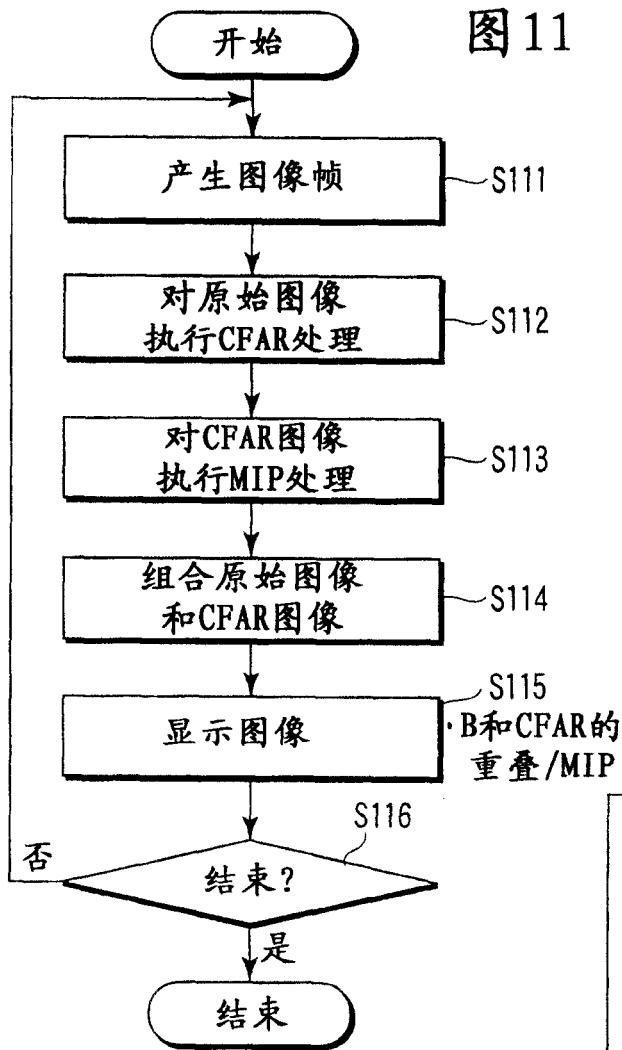 图11
开始
产生图像帧
S111
对原始图像
执行CFAR处理
S112
对CFAR图像
执行MIP处理
S113
组合原始图像
和CFAR图像
S114
显示图像
S115
·B和CFAR的
重叠/MIP
S116
结束?
否
是
结束